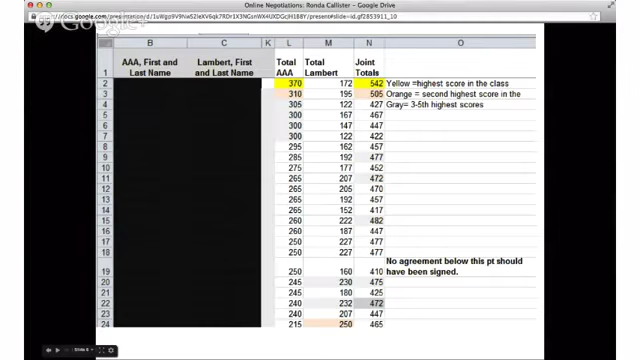 Online Negotiations: Ronda Callister – Google Drive
B C K L M N O
AAA, First and Last Name Lambert, First and Last Name Total AAA Total Lambert Joint Totals
2 370 172 542 Yellow =highest score in the class
3 310 195 505 Orange = second highest score in the
4 305 122 427 Gray= 3-5th highest scores
5 300 167 467
6 300 147 447
7 300 122 422
8 295 162 457
9 285 192 477
10 275 177 452
11 265 207 472
12 265 205 470
13 265 192 457
14 265 152 417
15 260 222 482
16 260 187 447
17 250 227 477
18 250 227 477
19 250 160 410 No agreement below this pt should have been signed.
20 245 230 475
21 245 180 425
22 240 232 472
23 240 207 447
24 215 250 465
Slide 8